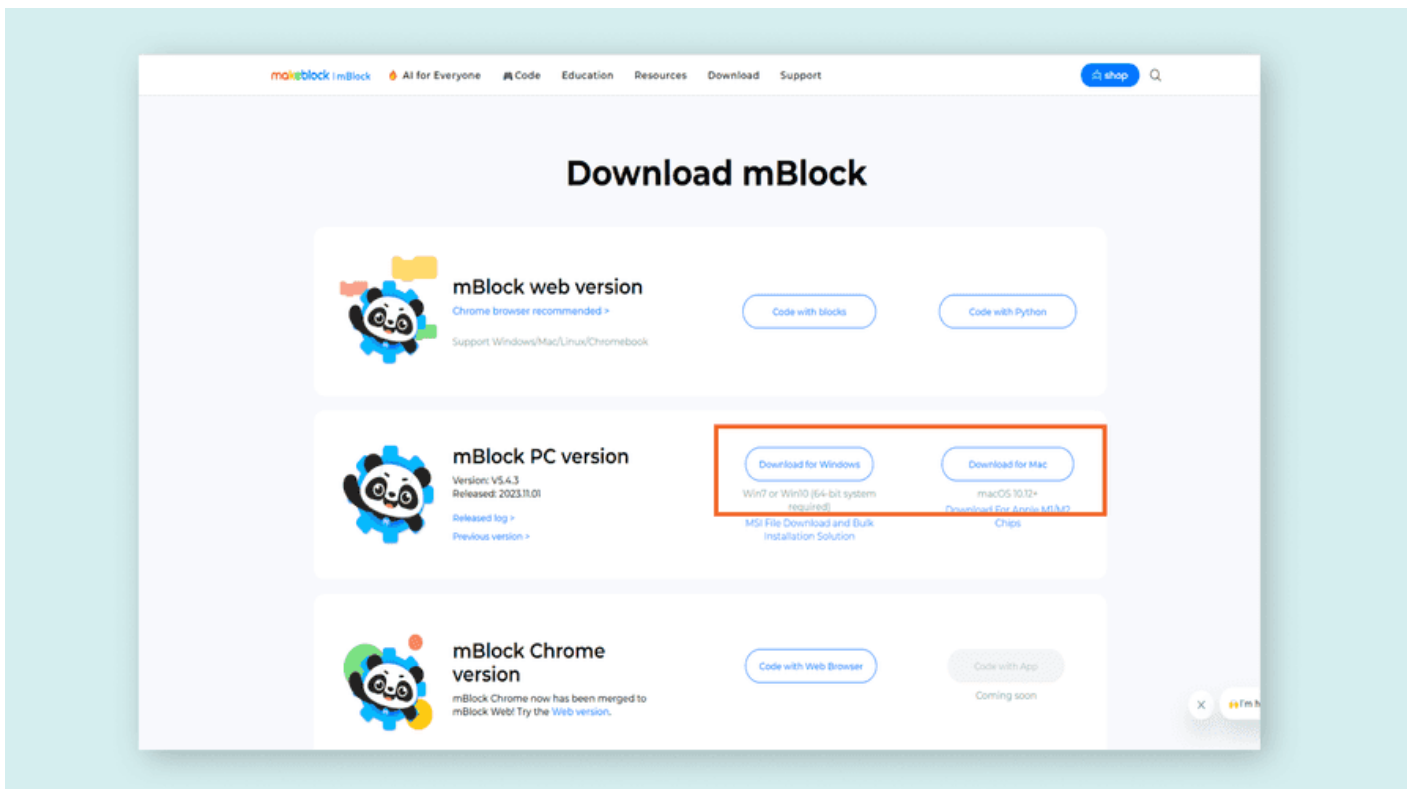 makeblock | mBlock AI for Everyone Code Education Resources Download Support shop
Download mBlock
mBlock web version
Chrome browser recommended >
Support Windows/Mac/Linux/Chromebook
Code with blocks
Code with Python
mBlock PC version
Version: V5.4.3
Released: 2023.11.01
Released log >
Previous version >
Download for Windows
Win7 or Win10 (64-bit system
required)
MSI File Download and Bulk
Installation Solution
Download for Mac
macOS 10.12+
Download For Apple M1/M2
Chips
mBlock Chrome
version
mBlock Chrome now has been merged to
mBlock Web! Try the Web version.
Code with Web Browser
Code with App
Coming soon
I'm h